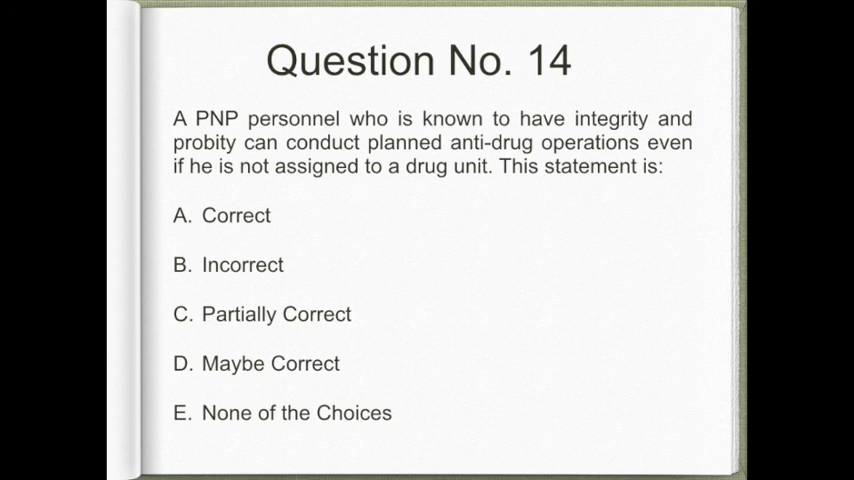 Question No. 14
A PNP personnel who is known to have integrity and
probity can conduct planned anti-drug operations even
if he is not assigned to a drug unit. This statement is:
A. Correct
B. Incorrect
C. Partially Correct
D. Maybe Correct
E. None of the Choices